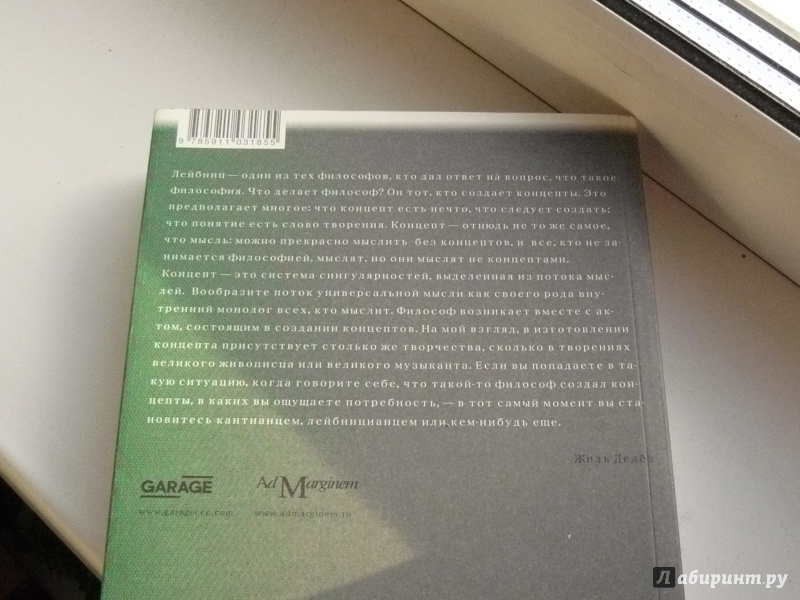 9 785911 031855
Лейбниц — один из тех философов, кто дал ответ на вопрос, что такое
философия. Что делает философ? Он тот, кто создает концепты. Это
предполагает многое: что концепт есть нечто, что следует создать;
что понятие есть слово творения. Концепт — отнюдь не то же самое,
что мысль: можно прекрасно мыслить без концептов, и все, кто не за-
нимается философией, мыслят, но они мыслят не концептами.
Концепт — это система сингулярностей, выделенная из потока мыс-
лей. Вообразите поток универсальной мысли как своего рода вну-
тренний монолог всех, кто мыслит. Философ возникает вместе с ак-
том, состоящим в создании концептов. На мой взгляд, в изготовлении
концепта присутствует столько же творчества, сколько в творениях
великого живописца или великого музыканта. Если вы попадаете в та-
кую ситуацию, когда говорите себе, что такой-то философ создал кон-
цепты, в каких вы ощущаете потребность, — в тот самый момент вы ста-
новитесь кантианцем, лейбницианцем или кем-нибудь еще.
Жиль Делёз
GARAGE Ad Marginem
www.garageccc.com www.admarginem.ru
Лабиринт.ру